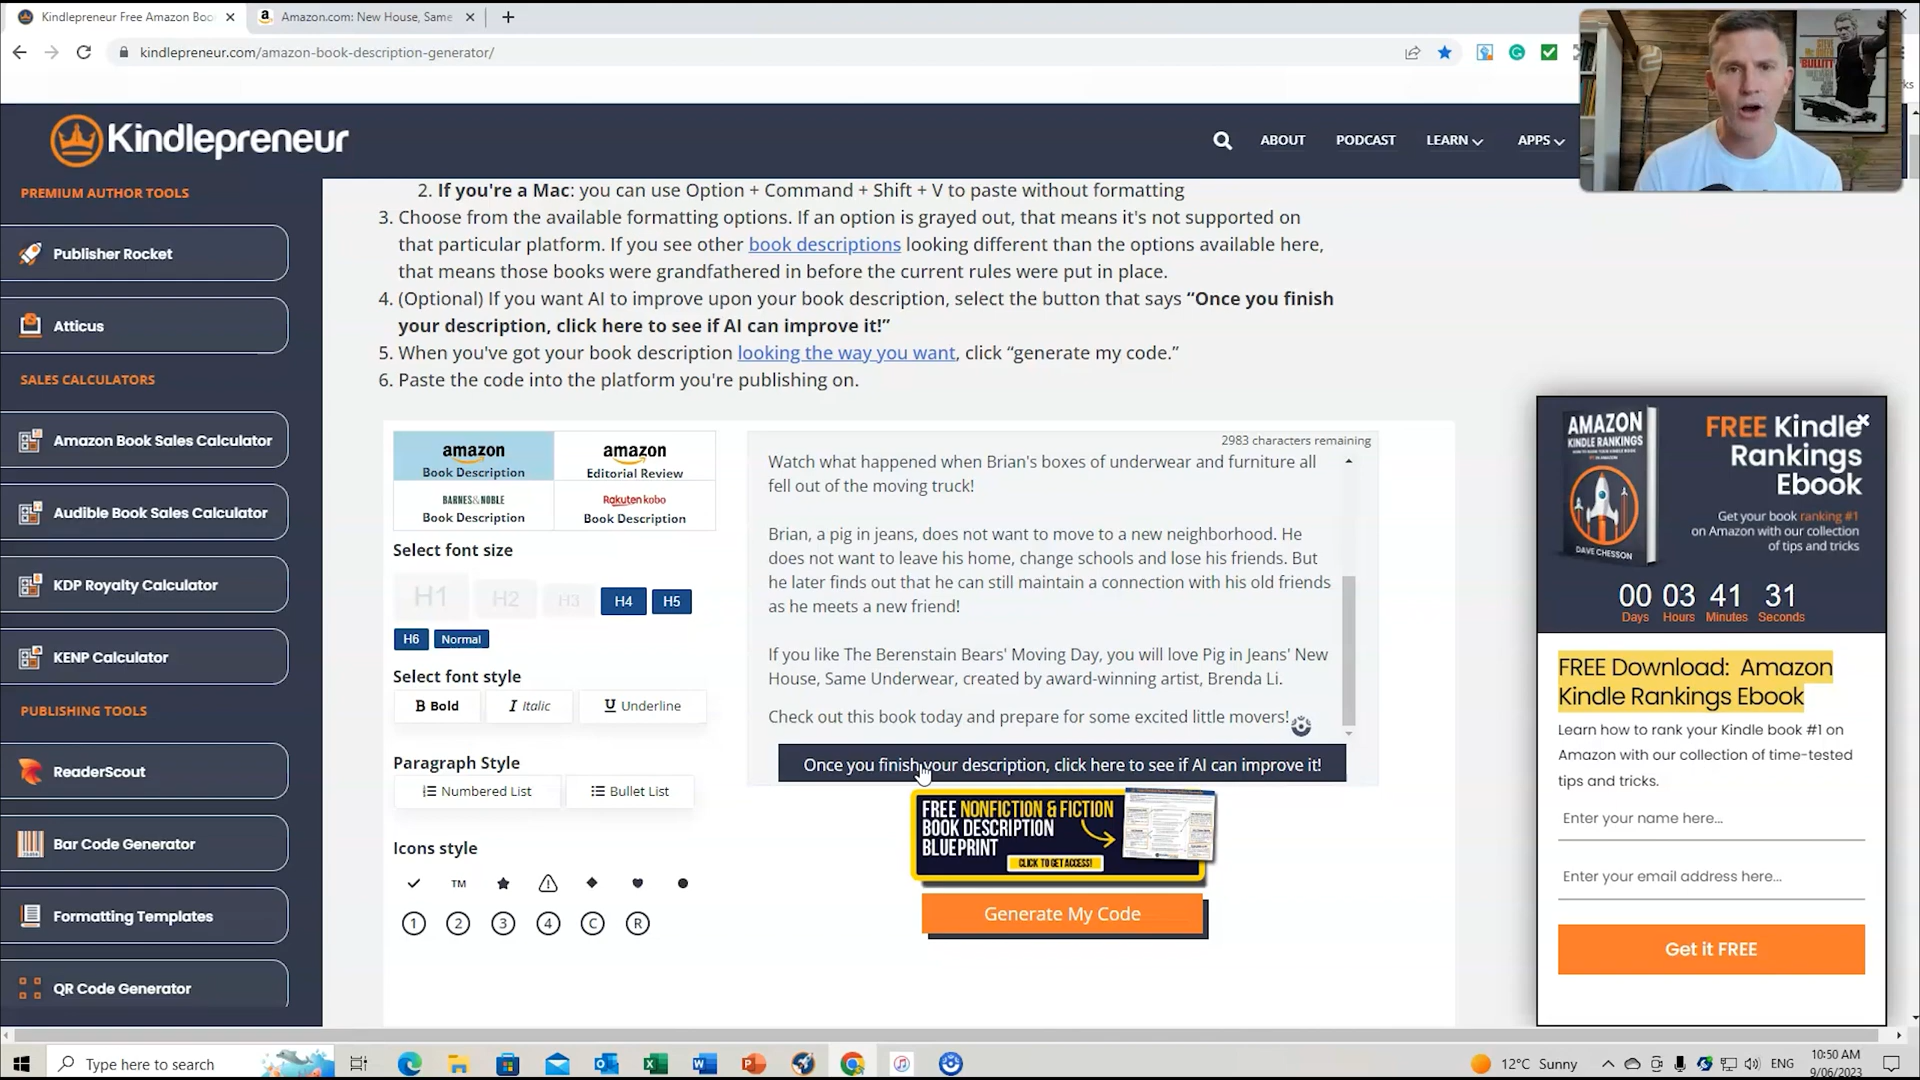 Kindlepreneur Free Amazon Boo
Amazon.com: New House, Same
kindlepreneur.com/amazon-book-description-generator/
BULLITT
Kindlepreneur
ABOUT
PODCAST
LEARN
APPS
PREMIUM AUTHOR TOOLS
Publisher Rocket
Atticus
SALES CALCULATORS
Amazon Book Sales Calculator
Audible Book Sales Calculator
KDP Royalty Calculator
KENP Calculator
PUBLISHING TOOLS
ReaderScout
Bar Code Generator
Formatting Templates
QR Code Generator
2. If you're a Mac: you can use Option + Command + Shift + V to paste without formatting
3. Choose from the available formatting options. If an option is grayed out, that means it's not supported on
that particular platform. If you see other book descriptions looking different than the options available here,
that means those books were grandfathered in before the current rules were put in place.
4. (Optional) If you want AI to improve upon your book description, select the button that says “Once you finish
your description, click here to see if AI can improve it!”
5. When you've got your book description looking the way you want, click “generate my code.”
6. Paste the code into the platform you're publishing on.
amazon
Book Description
amazon
Editorial Review
BARNES&NOBLE
Book Description
Rakuten kobo
Book Description
Select font size
H1 H2 H3 H4 H5
H6 Normal
Select font style
B Bold
I Italic
U Underline
Paragraph Style
Numbered List
Bullet List
Icons style
TM
1 2 3 4 C R
2983 characters remaining
Watch what happened when Brian's boxes of underwear and furniture all
fell out of the moving truck!
Brian, a pig in jeans, does not want to move to a new neighborhood. He
does not want to leave his home, change schools and lose his friends. But
he later finds out that he can still maintain a connection with his old friends
as he meets a new friend!
If you like The Berenstain Bears' Moving Day, you will love Pig in Jeans' New
House, Same Underwear, created by award-winning artist, Brenda Li.
Check out this book today and prepare for some excited little movers!
Once you finish your description, click here to see if AI can improve it!
FREE NONFICTION & FICTION
BOOK DESCRIPTION
BLUEPRINT
CLICK TO GET ACCESS!
Generate My Code
AMAZON
KINDLE RANKINGS
DAVE CHESSON
FREE Kindle
Rankings
Ebook
Get your book ranking #1
on Amazon with our collection
of tips and tricks
00 03 41 31
Days Hours Minutes Seconds
FREE Download: Amazon
Kindle Rankings Ebook
Learn how to rank your Kindle book #1 on
Amazon with our collection of time-tested
tips and tricks.
Enter your name here...
Enter your email address here...
Get it FREE
Type here to search
12°C Sunny
ENG
10:50 AM
9/06/2023